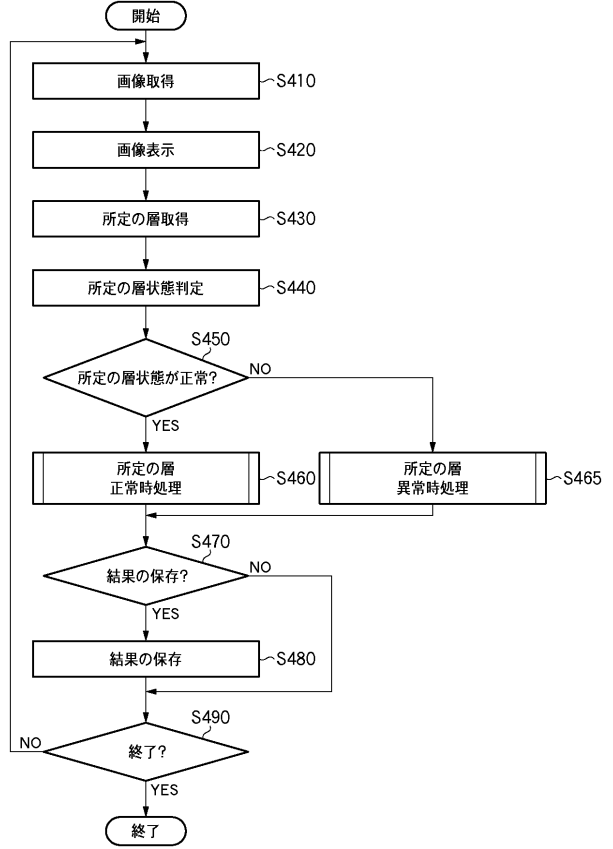 開始
画像取得
S410
画像表示
S420
所定の層取得
S430
所定の層状態判定
S440
S450
所定の層状態が正常?
NO
YES
所定の層
正常時処理
S460
所定の層
異常時処理
S465
S470
結果の保存?
NO
YES
結果の保存
S480
S490
終了?
NO
YES
終了